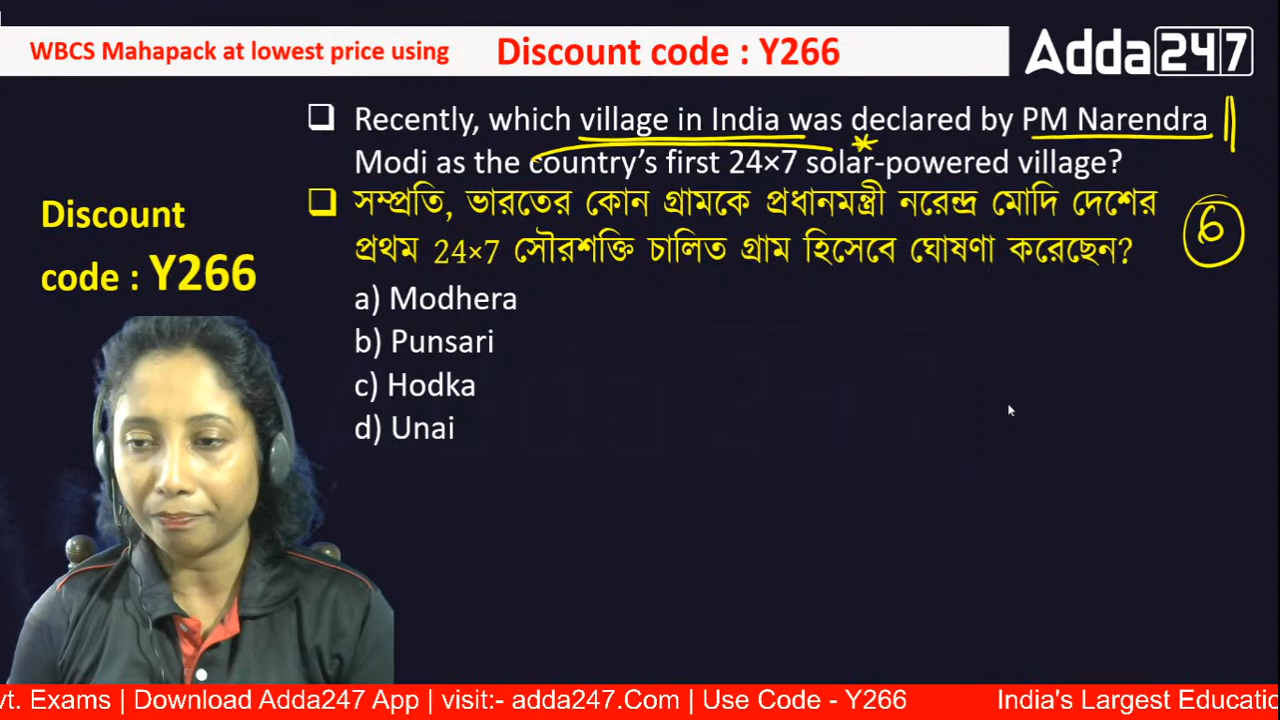 WBCS Mahapack at lowest price using Discount code : Y266 Adda247
Recently, which village in India was declared by PM Narendra
Modi as the country's first 24×7 solar-powered village?
সম্প্রতি, ভারতের কোন গ্রামকে প্রধানমন্ত্রী নরেন্দ্র মোদি দেশের
প্রথম 24×7 সৌরশক্তি চালিত গ্রাম হিসেবে ঘোষণা করেছেন?
Discount
code : Y266
a) Modhera
b) Punsari
c) Hodka
d) Unai
vt. Exams | Download Adda247 App | visit:- adda247.Com | Use Code - Y266 India's Largest Educatio